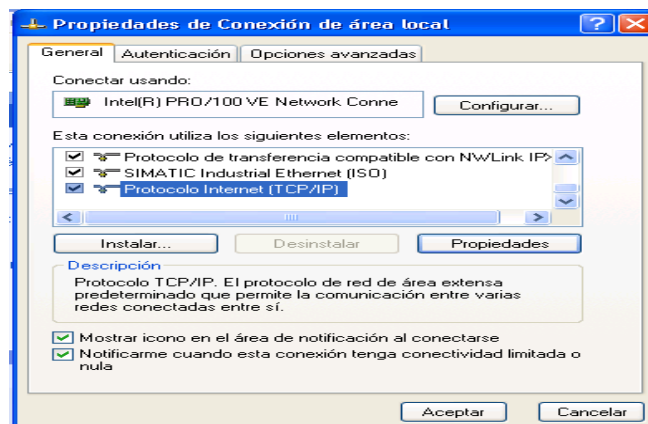 Propiedades de Conexión de área local
General Autenticación Opciones avanzadas
Conectar usando:
Intel(R) PRO/100 VE Network Conne Configurar...
Esta conexión utiliza los siguientes elementos:
Protocolo de transferencia compatible con NWLink IP
SIMATIC Industrial Ethernet (ISO)
Protocolo Internet (TCP/IP)
Instalar... Desinstalar Propiedades
Descripción
Protocolo TCP/IP. El protocolo de red de área extensa
predeterminado que permite la comunicación entre varias
redes conectadas entre sí.
Mostrar icono en el área de notificación al conectarse
Notificarme cuando esta conexión tenga conectividad limitada o
nula
Aceptar Cancelar